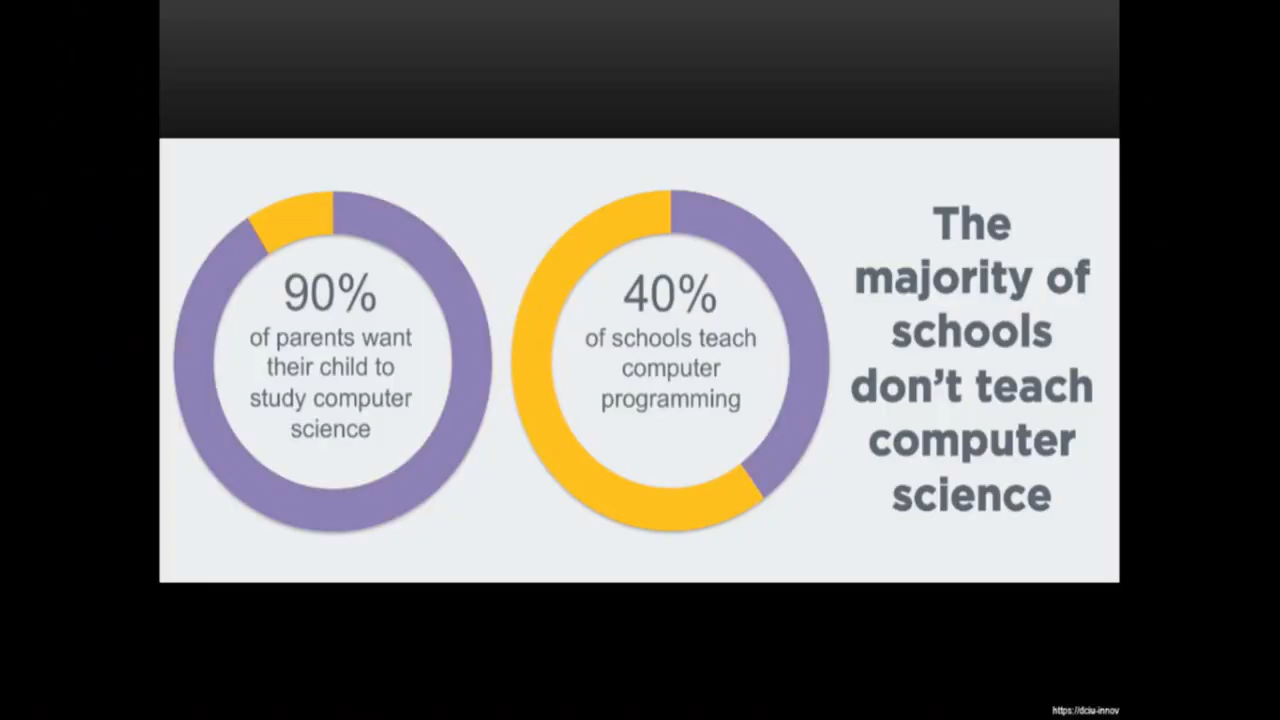 90%
of parents want
their child to
study computer
science
40%
of schools teach
computer
programming
The
majority of
schools
don't teach
computer
science
https://dciu-innov